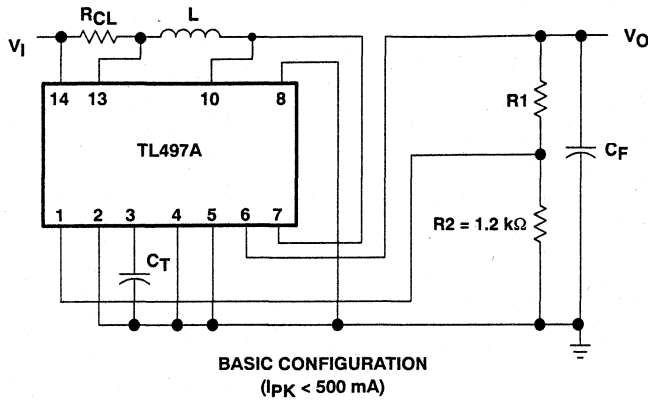 RCL
L
VI
VO
14
13
10
8
R1
TL497A
CF
1
2
3
4
5
6
7
R2 = 1.2 kΩ
CT
BASIC CONFIGURATION
(IPK < 500 mA)